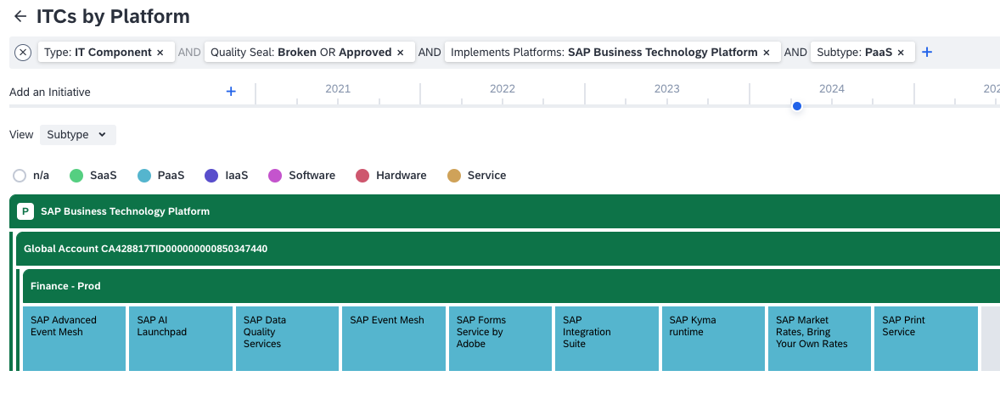 ITCs by Platform
Type: IT Component × AND Quality Seal: Broken OR Approved × AND Implements Platforms: SAP Business Technology Platform × AND Subtype: PaaS × +
Add an Initiative + 2021 2022 2023 2024 202
View Subtype
n/a SaaS PaaS IaaS Software Hardware Service
P SAP Business Technology Platform
Global Account CA428817TID000000000850347440
Finance - Prod
SAP Advanced
Event Mesh
SAP AI
Launchpad
SAP Data
Quality
Services
SAP Event Mesh
SAP Forms
Service by
Adobe
SAP
Integration
Suite
SAP Kyma
runtime
SAP Market
Rates, Bring
Your Own Rates
SAP Print
Service